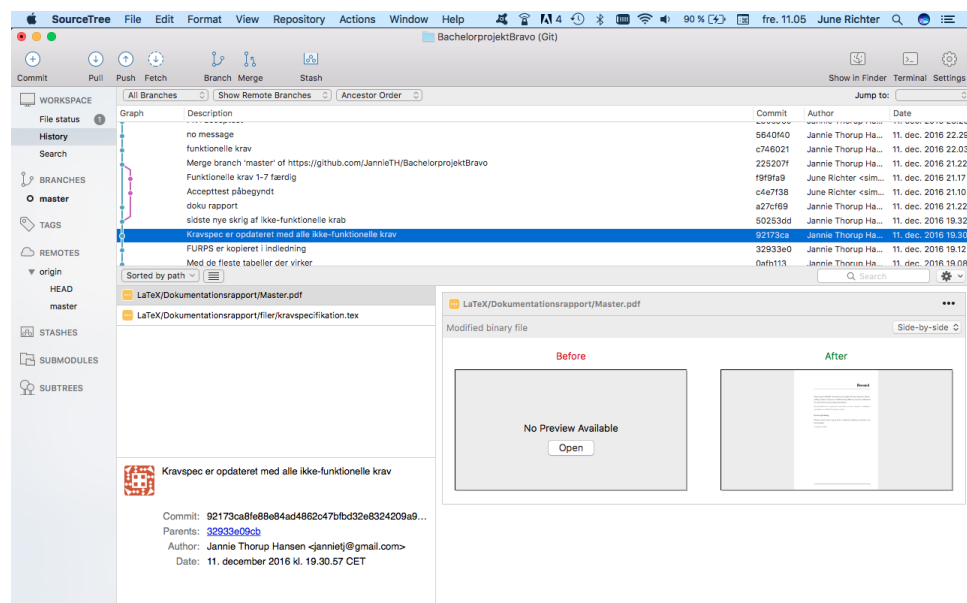 SourceTree File Edit Format View Repository Actions Window Help 4 90 % fre. 11.05 June Richter
BachelorprojektBravo (Git)
Commit Pull Push Fetch Branch Merge Stash Show in Finder Terminal Settings
WORKSPACE
File status 1
History
Search
BRANCHES
master
TAGS
REMOTES
origin
HEAD
master
STASHES
SUBMODULES
SUBTREES
All Branches Show Remote Branches Ancestor Order Jump to:
Graph Description Commit Author Date
no message 5640f40 Jannie Thorup Ha... 11. dec. 2016 22.29
funktionelle krav c746021 Jannie Thorup Ha... 11. dec. 2016 22.03
Merge branch 'master' of https://github.com/JannieTH/BachelorprojektBravo 225207f Jannie Thorup Ha... 11. dec. 2016 21.22
Funktionelle krav 1-7 færdig f9f9fa9 June Richter <sim... 11. dec. 2016 21.17
Accepttest påbegyndt c4e7f38 June Richter <sim... 11. dec. 2016 21.10
doku rapport a27cf69 Jannie Thorup Ha... 11. dec. 2016 21.22
sidste nye skrig af ikke-funktionelle krab 50253dd Jannie Thorup Ha... 11. dec. 2016 19.32
Kravspec er opdateret med alle ikke-funktionelle krav 92173ca Jannie Thorup Ha... 11. dec. 2016 19.30
FURPS er kopieret i indledning 32933e0 Jannie Thorup Ha... 11. dec. 2016 19.12
Med de fleste tabeller der virker 0afb113 Jannie Thorup Ha... 11. dec. 2016 19.08
Sorted by path Search
LaTeX/Dokumentationsrapport/Master.pdf
LaTeX/Dokumentationsrapport/filer/kravspecifikation.tex
LaTeX/Dokumentationsrapport/Master.pdf
Modified binary file Side-by-side
Before After
No Preview Available
Open
Kravspec er opdateret med alle ikke-funktionelle krav
Commit: 92173ca8fe88e84ad4862c47bfbd32e8324209a9...
Parents: 32933e09cb
Author: Jannie Thorup Hansen <jannietj@gmail.com>
Date: 11. december 2016 kl. 19.30.57 CET